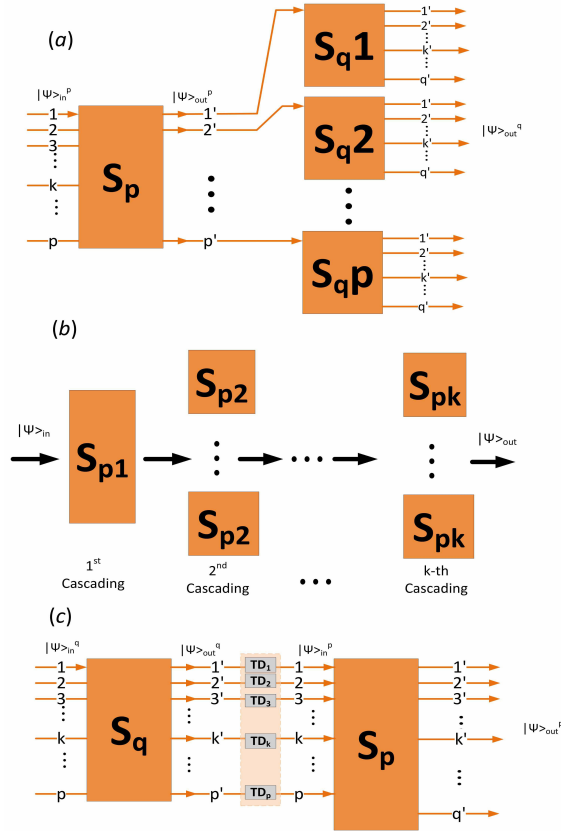 (a)
|Ψ>in^p
1
2
3
k
p
Sp
|Ψ>out^p
1'
2'
p'
Sq1
1'
2'
k'
q'
Sq2
1'
2'
k'
q'
Sqp
1'
2'
k'
q'
|Ψ>out^q
(b)
|Ψ>in
Sp1
Sp2
Sp2
Spk
Spk
|Ψ>out
1st
Cascading
2nd
Cascading
k-th
Cascading
(c)
|Ψ>in^q
1
2
3
k
p
Sq
|Ψ>out^q
1'
2'
3'
k'
p'
TD1
TD2
TD3
TDk
TDp
|Ψ>in^p
1
2
3
k
p
Sp
1'
2'
3'
k'
q'
|Ψ>out^p